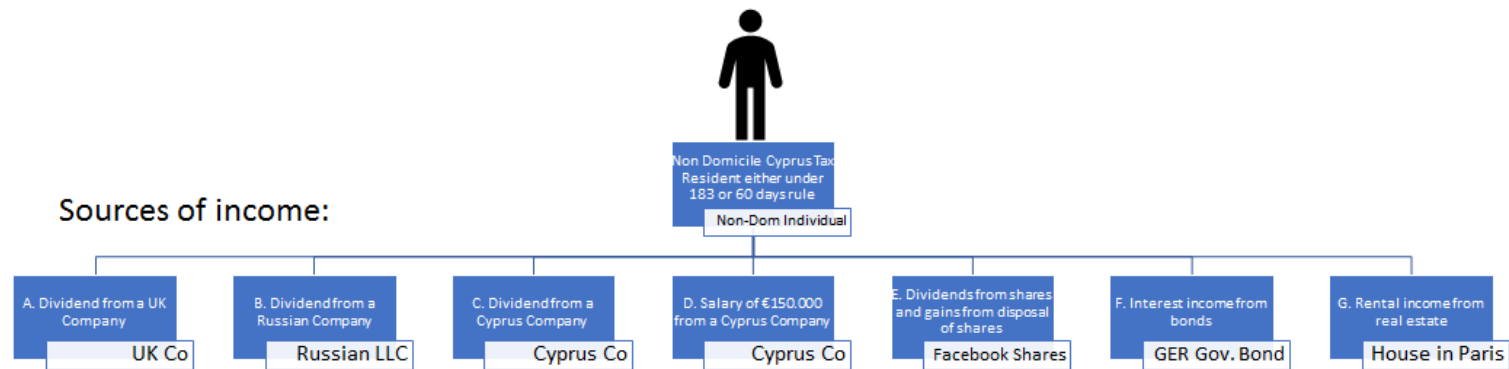 Non Domicile Cyprus Tax
Resident either under
183 or 60 days rule
Non-Dom Individual
Sources of income:
A. Dividend from a UK
Company
UK Co
B. Dividend from a
Russian Company
Russian LLC
C. Dividend from a
Cyprus Company
Cyprus Co
D. Salary of €150.000
from a Cyprus Company
Cyprus Co
E. Dividends from shares
and gains from disposal
of shares
Facebook Shares
F. Interest income from
bonds
GER Gov. Bond
G. Rental income from
real estate
House in Paris